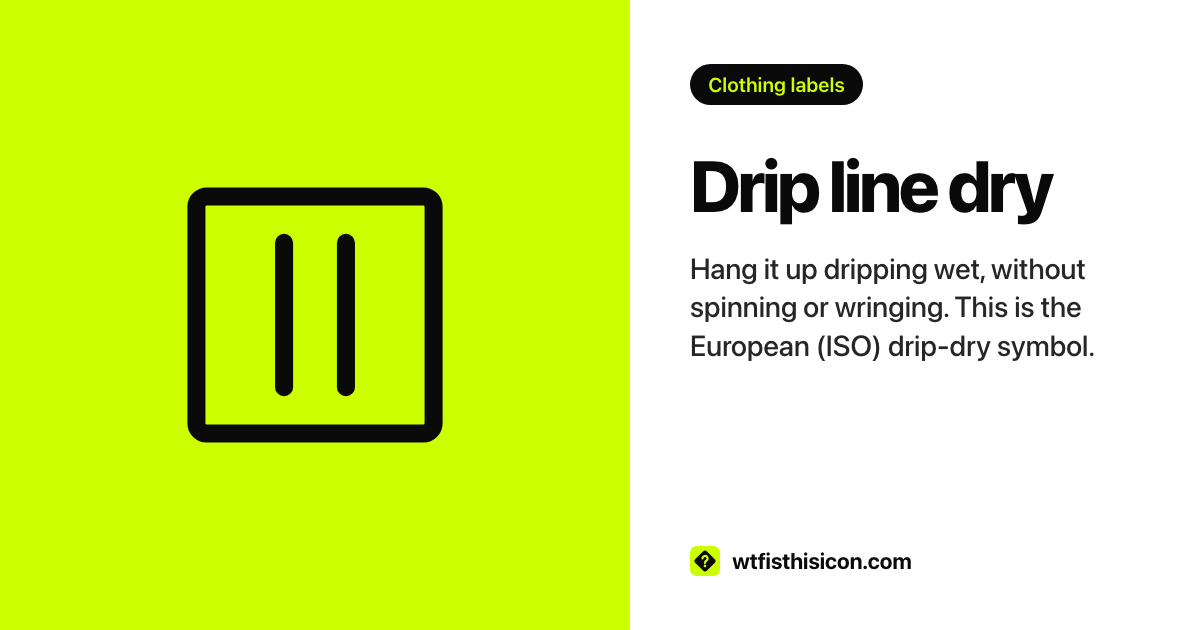 Clothing labels
Drip line dry
Hang it up dripping wet, without
spinning or wringing. This is the
European (ISO) drip-dry symbol.
?
wtfisthisicon.com